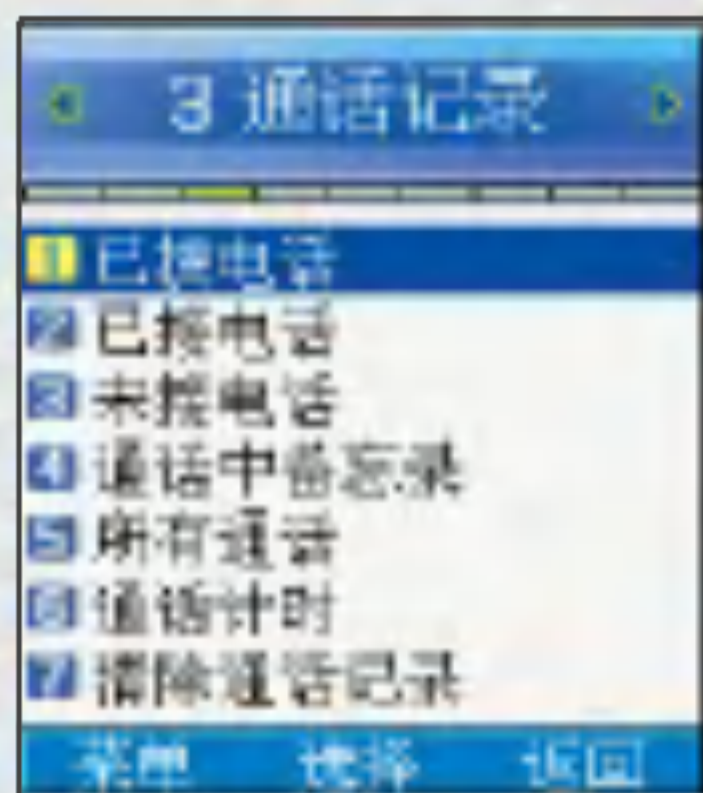 3 通话记录
1 已拨电话
2 已接电话
3 未接电话
4 通话中备忘录
5 所有通话
6 通话计时
7 清除通话记录
菜单 选择 返回